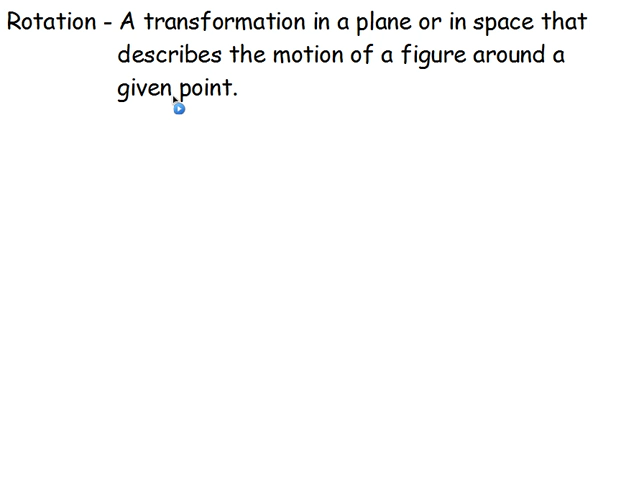 Rotation - A transformation in a plane or in space that
describes the motion of a figure around a
given point.